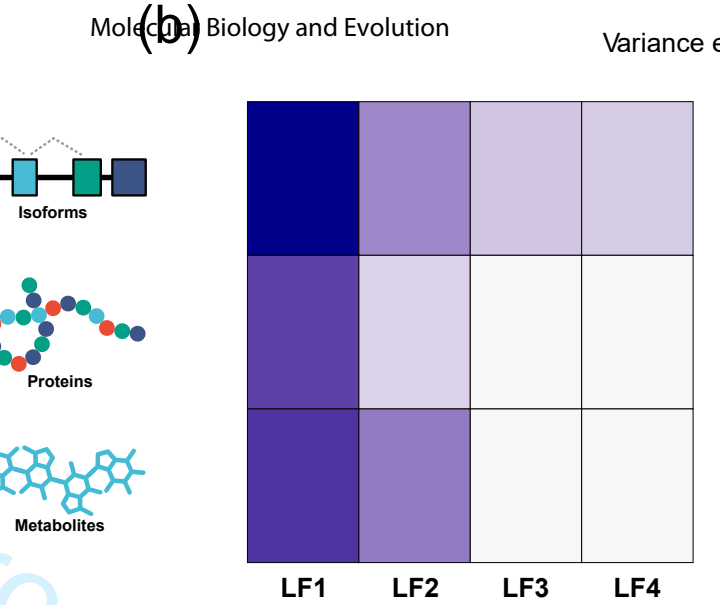 Molecular Biology and Evolution
(b)
Variance
Isoforms
Proteins
Metabolites
LF1 LF2 LF3 LF4